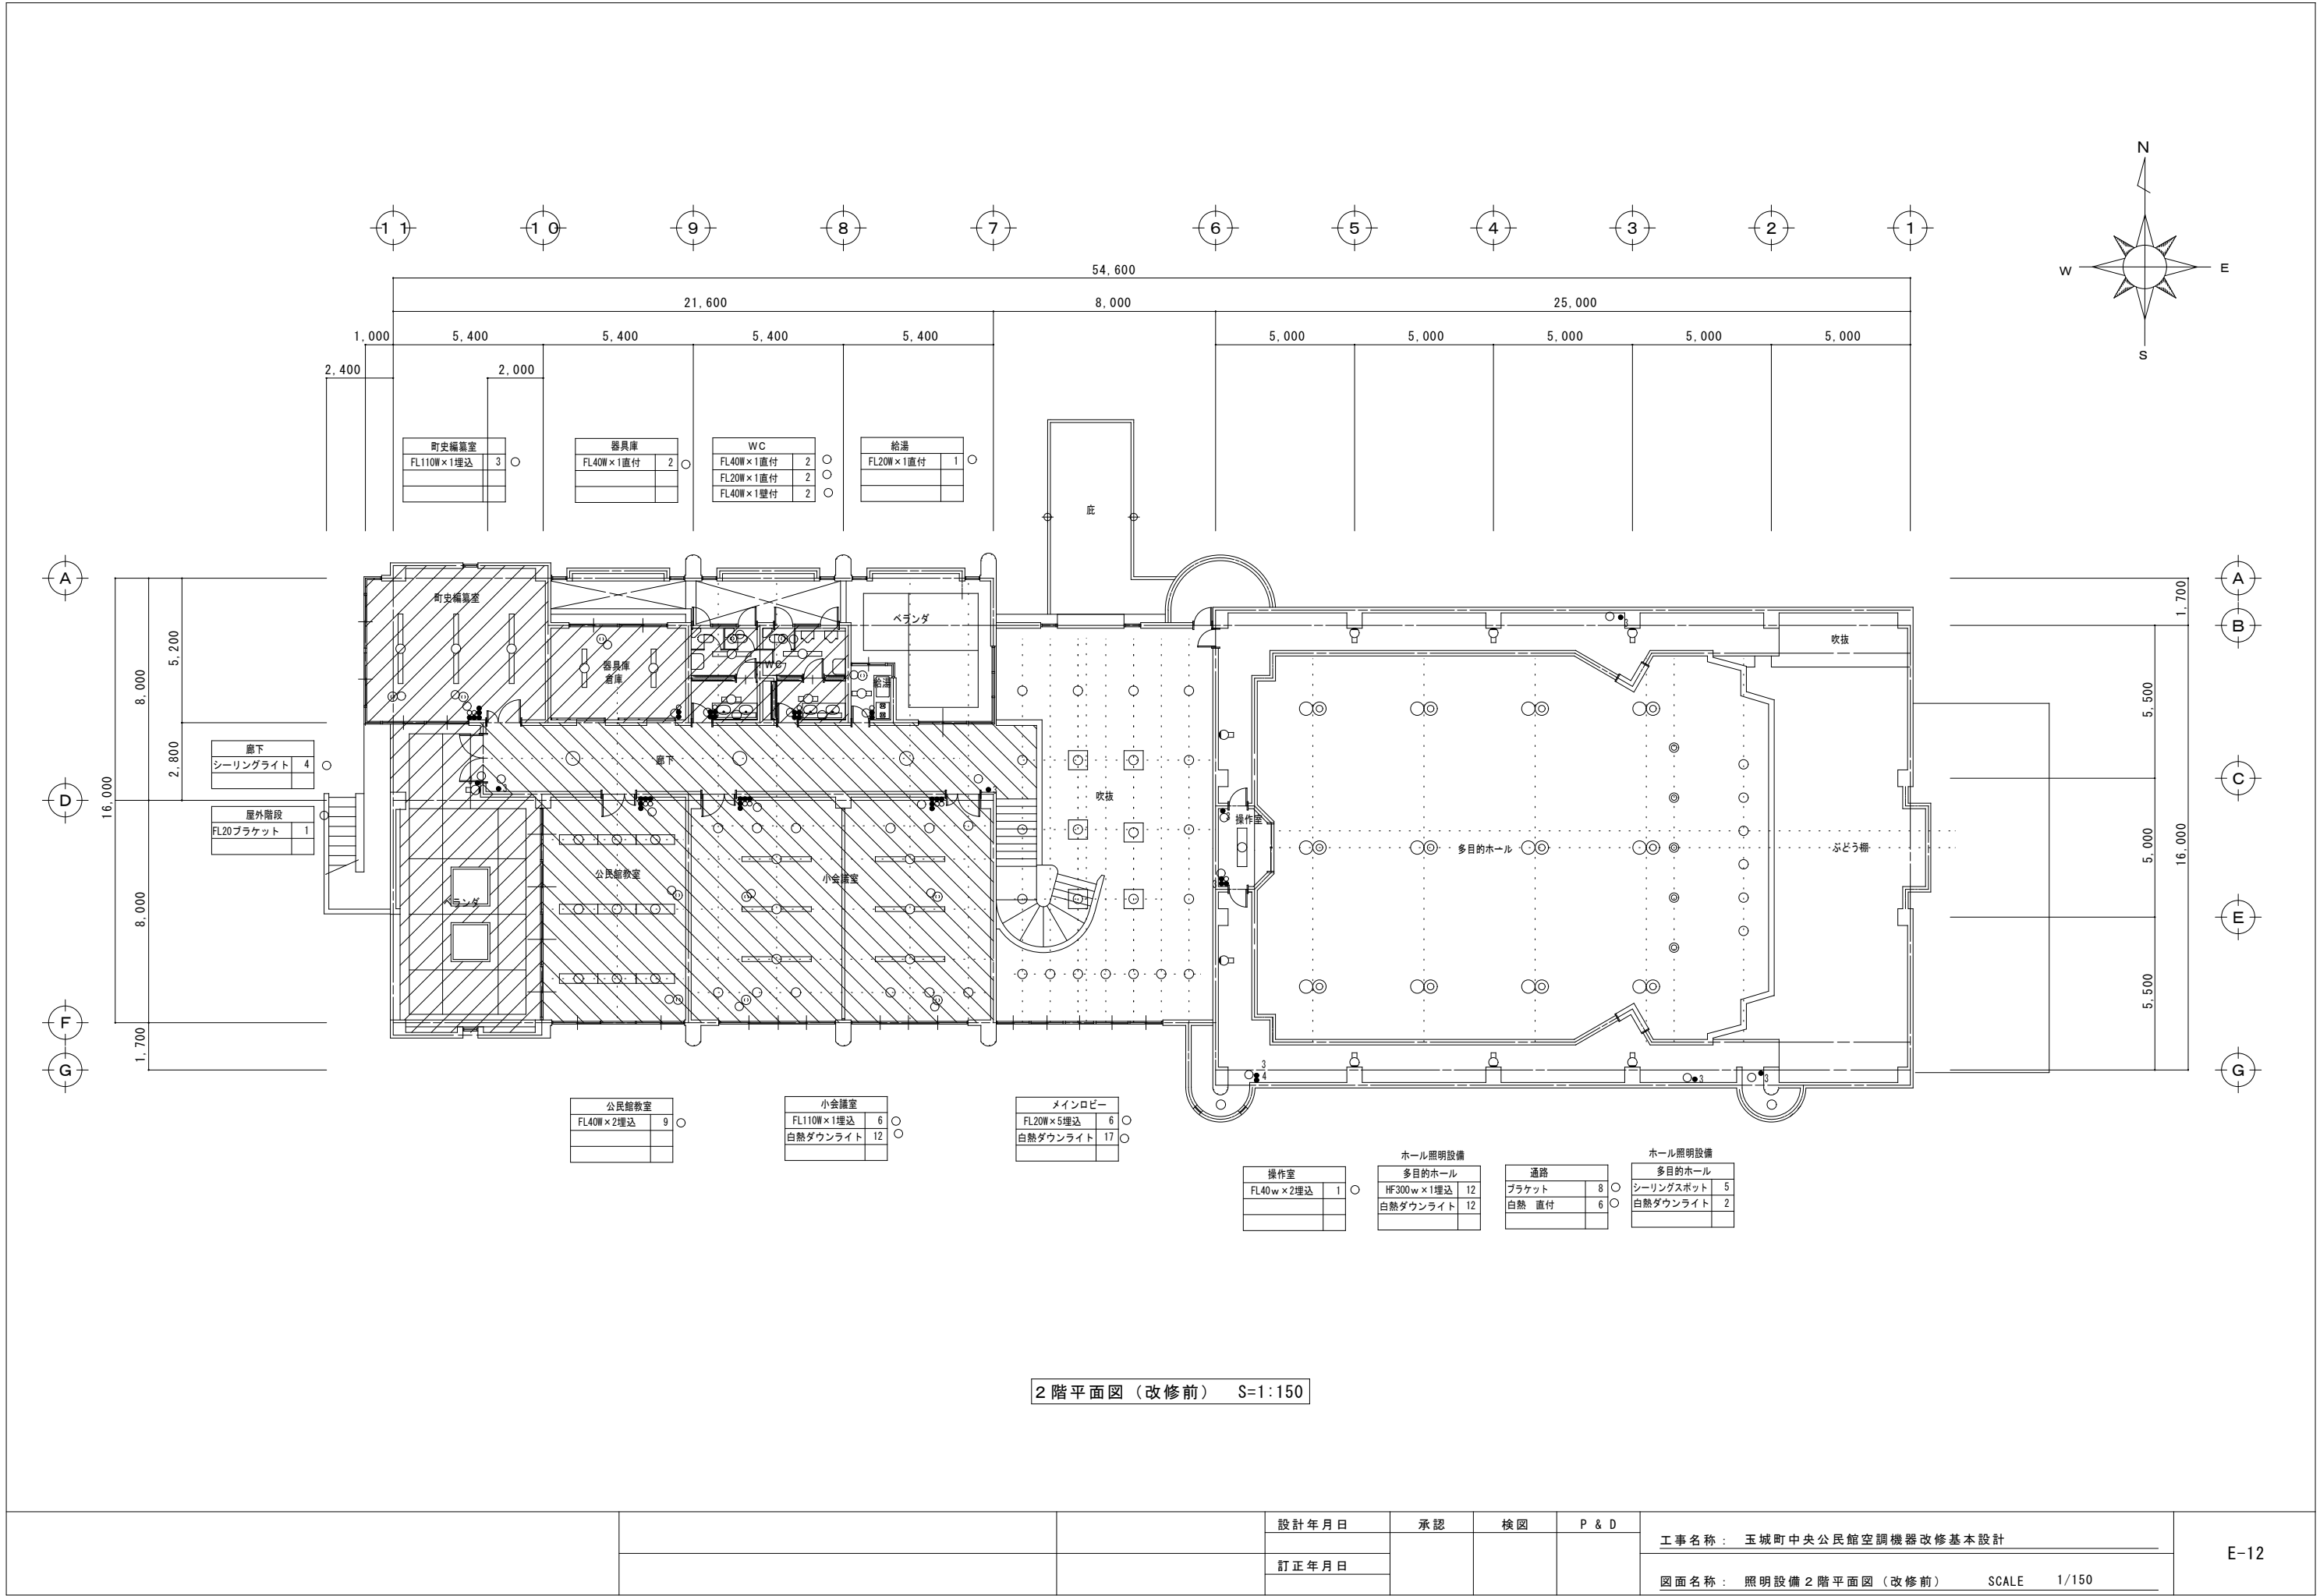 N
W E
S
11 10 9 8 7 6 5 4 3 2 1
54,600
21,600 8,000 25,000
1,000 5,400 5,400 5,400 5,400 5,000 5,000 5,000 5,000 5,000
2,400 2,000
町史編纂室
FL110W×1埋込 3
器具庫
FL40W×1直付 2
WC
FL40W×1直付 2
FL20W×1直付 2
FL40W×1壁付 2
給湯
FL20W×1直付 1
庇
A
D
F
G
5,200
2,800
8,000
8,000
16,000
1,700
A
B
C
E
G
1,700
5,500
5,000
5,500
16,000
町史編纂室
器具庫
倉庫
WC
給湯
ベランダ
吹抜
廊下
吹抜
操作室
多目的ホール
ぶどう棚
公民館教室
小会議室
ベランダ
3
3
3
4
3
3
廊下
シーリングライト 4
屋外階段
FL20ブラケット 1
公民館教室
FL40W×2埋込 9
小会議室
FL110W×1埋込 6
白熱ダウンライト 12
メインロビー
FL20W×5埋込 6
白熱ダウンライト 17
操作室
FL40w×2埋込 1
ホール照明設備
多目的ホール
HF300w×1埋込 12
白熱ダウンライト 12
通路
ブラケット 8
白熱 直付 6
ホール照明設備
多目的ホール
シーリングスポット 5
白熱ダウンライト 2
2階平面図（改修前） S=1:150
設計年月日 承認 検図 P & D
訂正年月日
工事名称： 玉城町中央公民館空調機器改修基本設計
図面名称： 照明設備2階平面図（改修前） SCALE 1/150
E-12